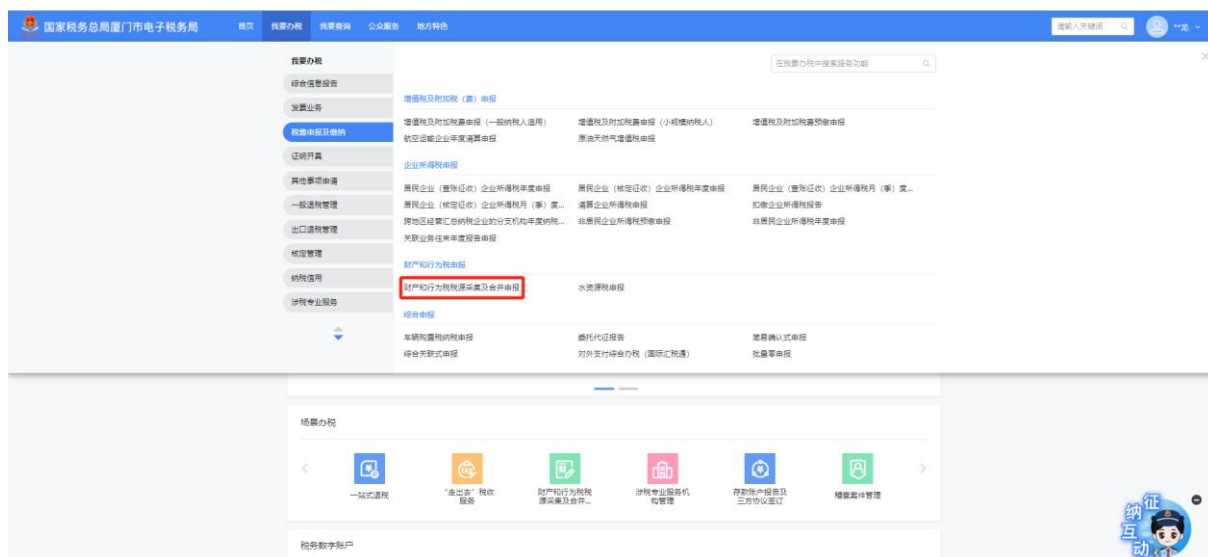 国家税务总局厦门市电子税务局
首页 我要办税 我要查询 公众服务 地方特色
请输入关键词
我要办税
在我要办税中搜索服务功能
综合信息报告
发票业务
税费申报及缴纳
证明开具
其他事项申请
一般退税管理
出口退税管理
核定管理
纳税信用
涉税专业服务
增值税及附加税(费)申报
增值税及附加税费申报(一般纳税人适用) 增值税及附加税费申报(小规模纳税人) 增值税及附加税费预缴申报
航空运输企业年度清算申报 原油天然气增值税申报
企业所得税申报
居民企业(查账征收)企业所得税年度申报 居民企业(核定征收)企业所得税年度申报 居民企业(查账征收)企业所得税月(季)度...
居民企业(核定征收)企业所得税月(季)度... 清算企业所得税申报 扣缴企业所得税报告
跨地区经营汇总纳税企业的分支机构年度纳税... 非居民企业所得税预缴申报 非居民企业所得税年度申报
关联业务往来年度报告申报
财产和行为税申报
财产和行为税税源采集及合并申报 水资源税申报
综合申报
车辆购置税纳税申报 委托代征报告 简易确认式申报
综合关联式申报 对外支付综合办税(国际汇税通) 批量零申报
场景办税
一站式退税
“走出去”税收
服务
财产和行为税税
源采集及合并...
涉税专业服务机
构管理
存款账户报告及
三方协议签订
稽查案件管理
征纳互动
税务数字账户